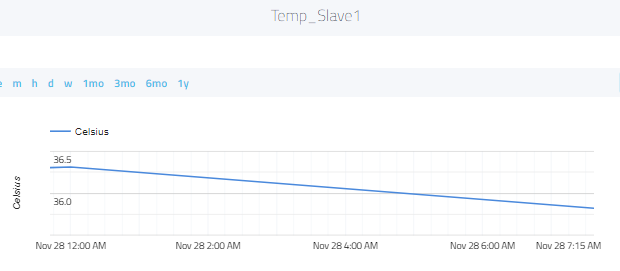 Temp_Slave1
m h d w 1mo 3mo 6mo 1y
Celsius
36.5
Celsius
36.0
Nov 28 12:00 AM Nov 28 2:00 AM Nov 28 4:00 AM Nov 28 6:00 AM Nov 28 7:15 AM